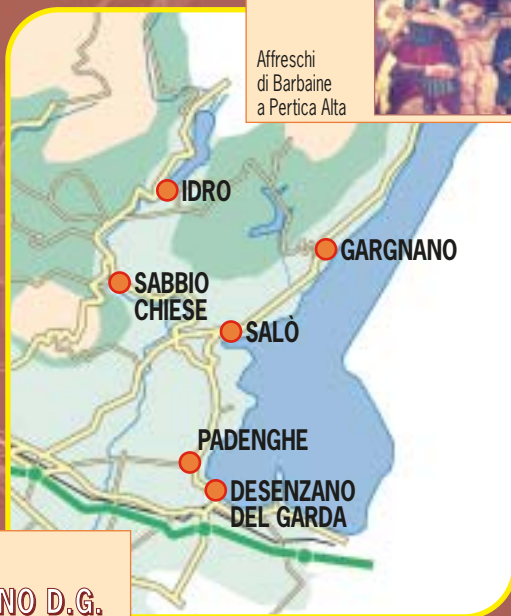 Affreschi
di Barbaine
a Pertica Alta
IDRO
GARGNANO
SABBIO
CHIESE
SALÒ
PADENGHE
DESENZANO
DEL GARDA
NO D.G.